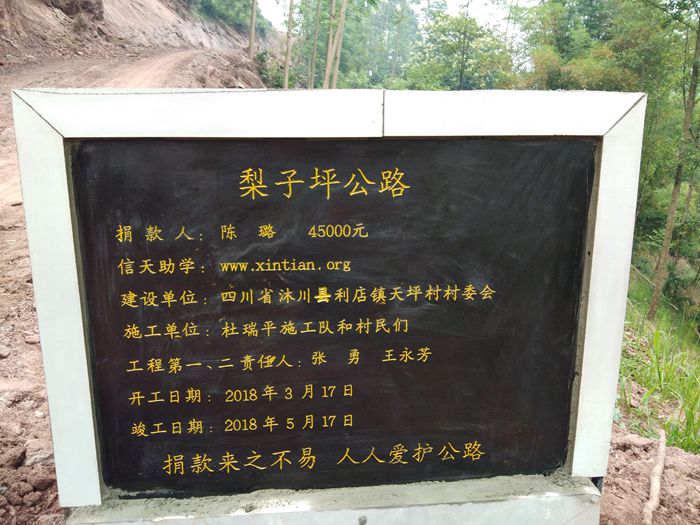 梨子坪公路
捐款人：陈 璐 45000元
信天助学：www.xintian.org
建设单位：四川省沐川县利店镇天坪村村委会
施工单位：杜瑞平施工队和村民们
工程第一、二责任人：张 勇 王永芳
开工日期：2018年3月17日
竣工日期：2018年5月17日
捐款来之不易 人人爱护公路